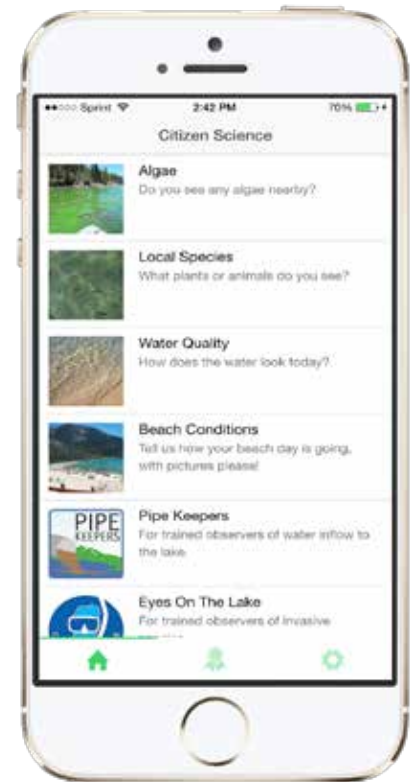 Sprint 2:42 PM 70%
Citizen Science
Algae
Do you see any algae nearby?
Local Species
What plants or animals do you see?
Water Quality
How does the water look today?
Beach Conditions
Tell us how your beach day is going,
with pictures please!
PIPE
KEEPERS
Pipe Keepers
For trained observers of water inflow to
the lake
Eyes On The Lake
For trained observers of invasive